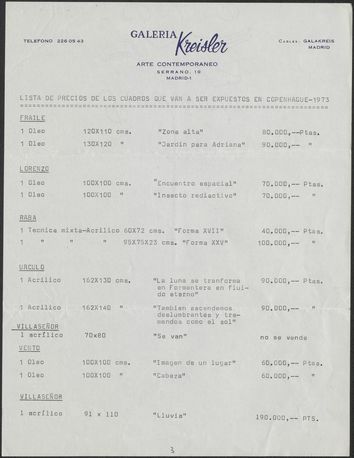 GALERIA
Kreisler
TELEFONO 226 05 43
CABLES: GALAKREIS
MADRID
ARTE CONTEMPORANEO
SERRANO, 19
MADRID-1
LISTA DE PRECIOS DE LOS CUADROS QUE VAN A SER EXPUESTOS EN COPENHAGUE-1973
FRAILE
1 Oleo 120X110 cms. "Zona alta" 80.000,--Ptas.
1 Oleo 130X120 " "Jardin para Adriana" 90.000,-- "
LORENZO
1 Oleo 100X100 cms. "Encuentro espacial" 70.000,-- Ptas.
1 Oleo 100X100 " "Insecto rediactivo" 70.000,-- "
RABA
1 Tecnica mixta-Acrilico 60X72 cms. "Forma XVII" 40.000,-- Ptas.
1 " " " 95X75X23 cms. "Forma XXV" 100.000,-- "
URCULO
1 Acrilico 162X130 cms. "La luna se tranforma
en Formentera en flui-
do eterno" 90.000,-- Ptas.
1 Acrilico 162X140 " "Tambien ascendemos
deslumbrantes y tre-
mendos como el sol" 90.000,-- "
VILLASEÑOR
1 acrilico 70x80 "Se van" no se vende
VENTO
1 Oleo 100X100 cms. "Imagen de un lugar" 60.000,-- Ptas.
1 Oleo 100X100 " "Cabeza" 60.000,-- "
VILLASEÑOR
1 acrilico 91 x 110 "Lluvia" 190.000,-- PTS.
3